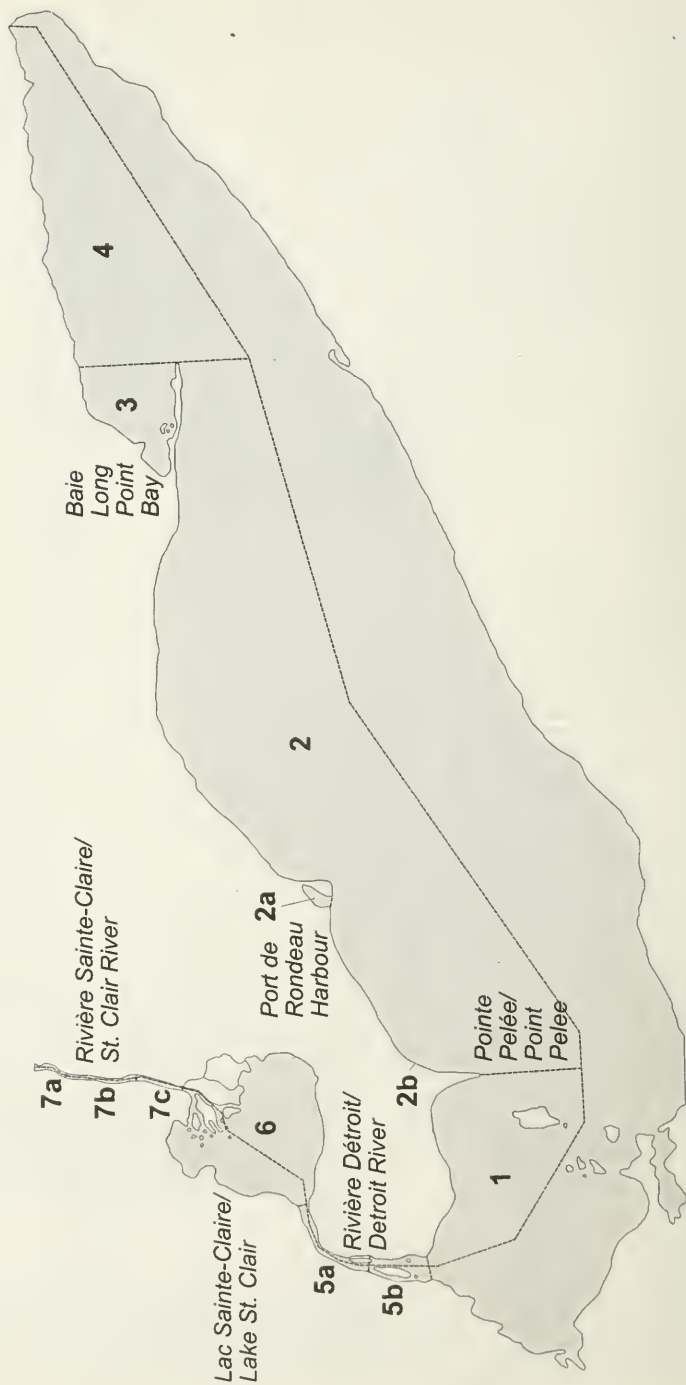 Rivière Sainte-Claire/
St. Clair River
7a
7b
7c
Lac Sainte-Claire/
Lake St. Clair
6
Rivière Détroit/
Detroit River
5a
5b
Port de
Rondeau
Harbour
2a
2b
Pointe
Pelée/
Point
Pelee
1
2
Baie
Long
Point
Bay
3
4